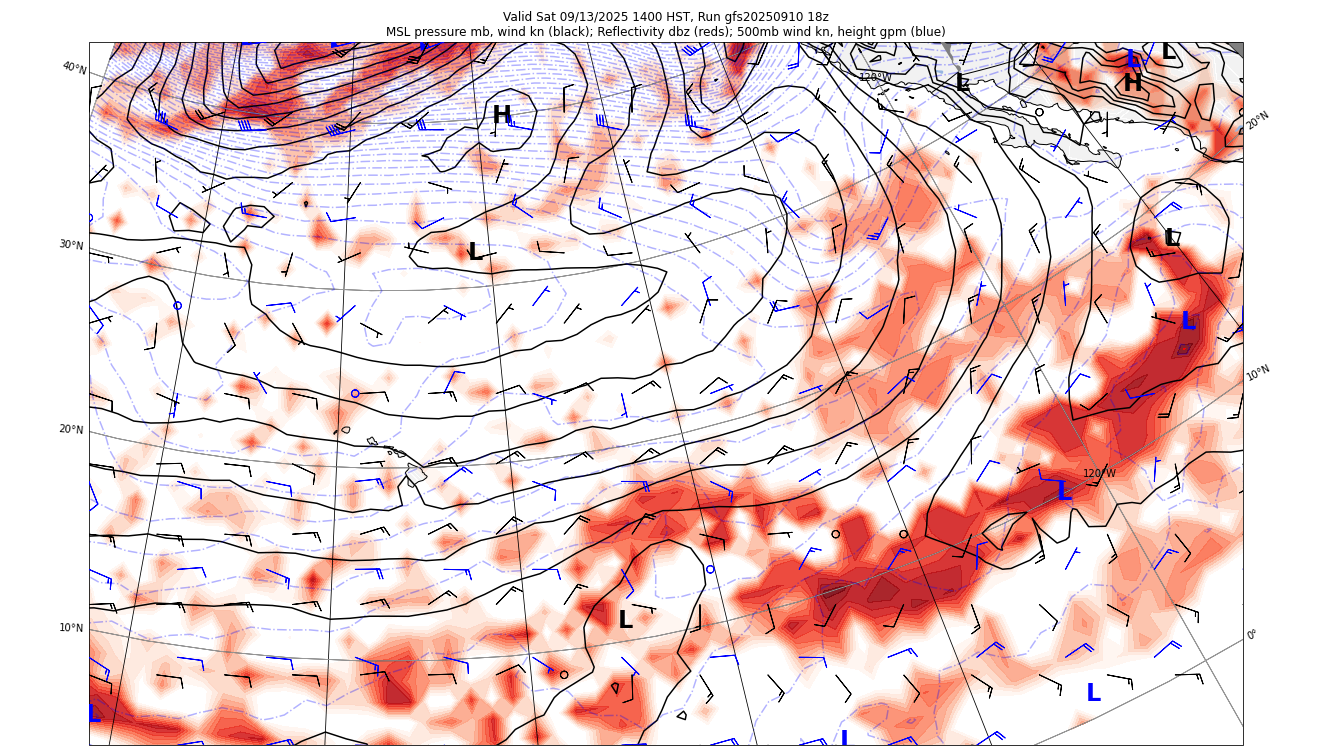 Valid Sat 09/13/2025 1400 HST, Run gfs20250910 18z
MSL pressure mb, wind kn (black); Reflectivity dbz (reds); 500mb wind kn, height gpm (blue)
40°N
120°W
L
L
L
H
H
20°N
30°N
L
L
L
10°N
20°N
120°W
L
10°N
L
0°
L
L
L